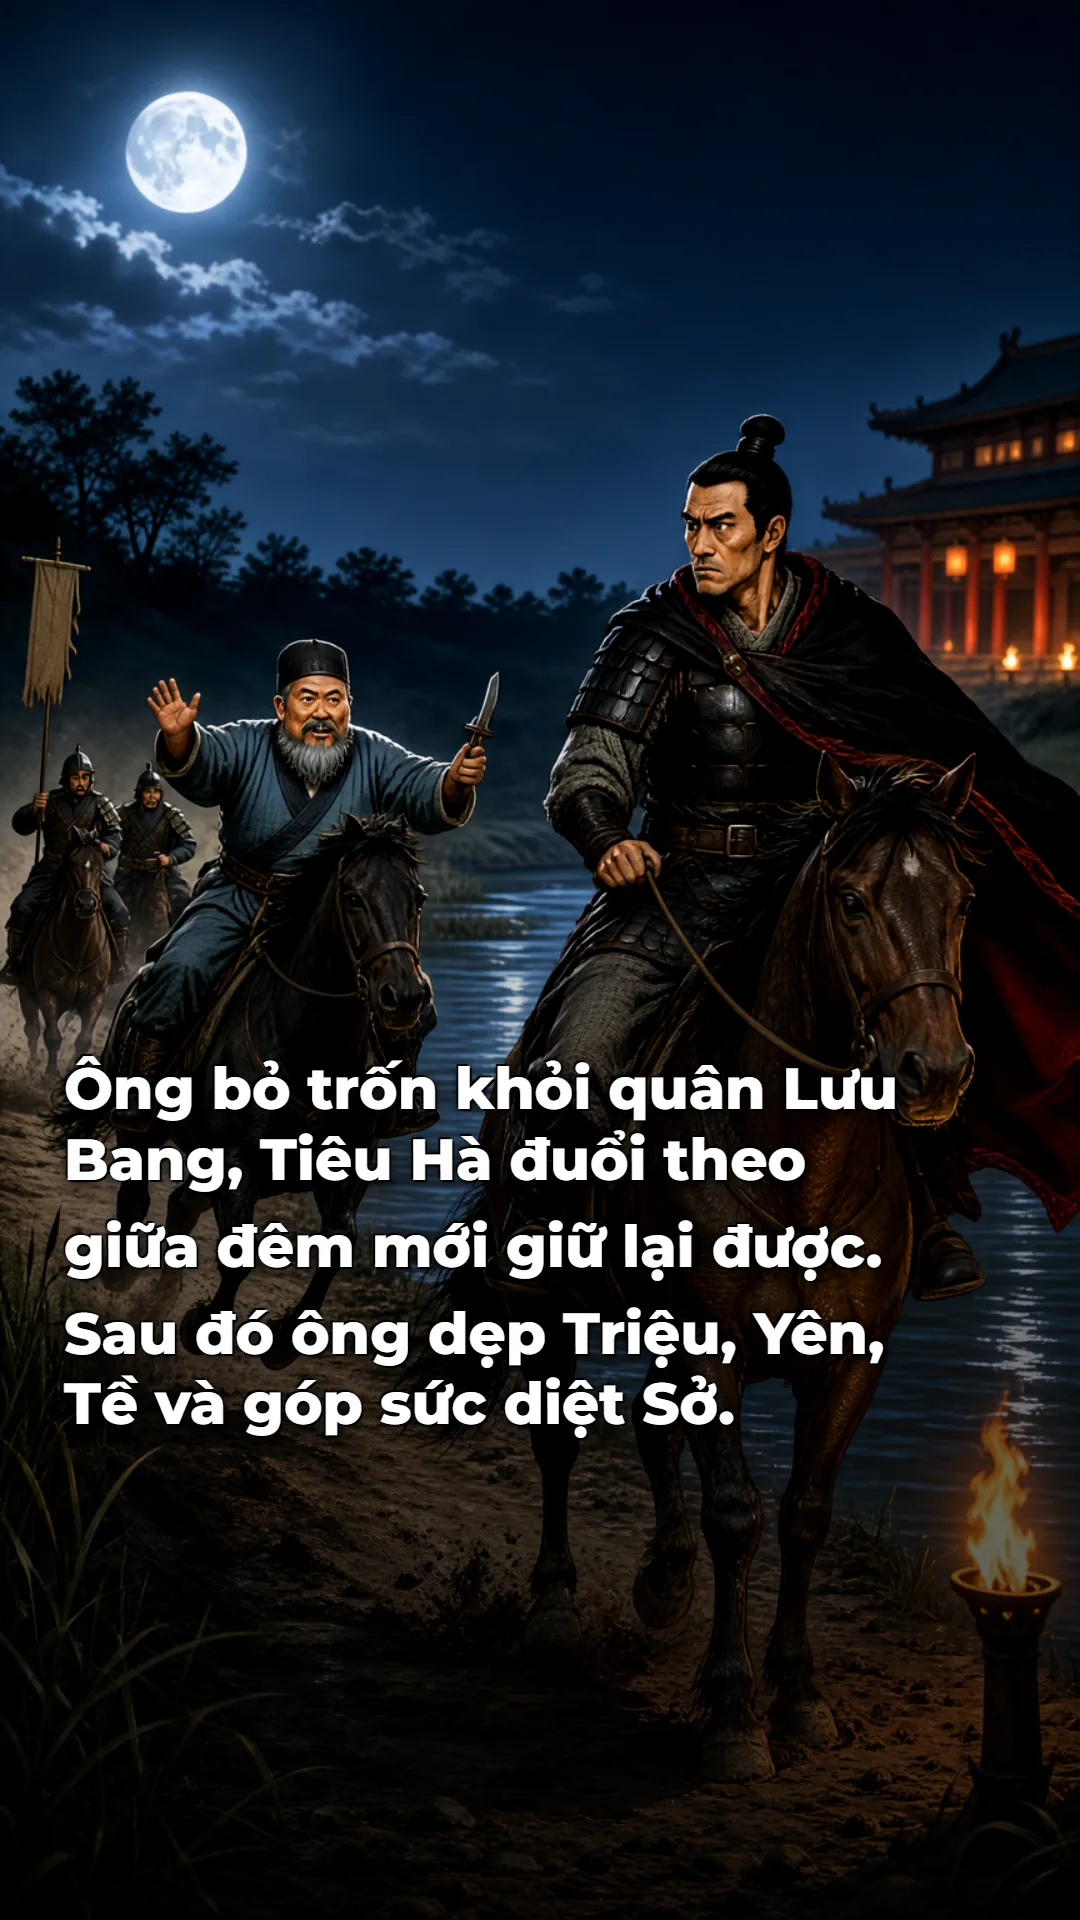 Ông bỏ trốn khỏi quân Lưu
Bang, Tiêu Hà đuổi theo
giữa đêm mới giữ lại được.
Sau đó ông dẹp Triệu, Yên,
Tề và góp sức diệt Sở.